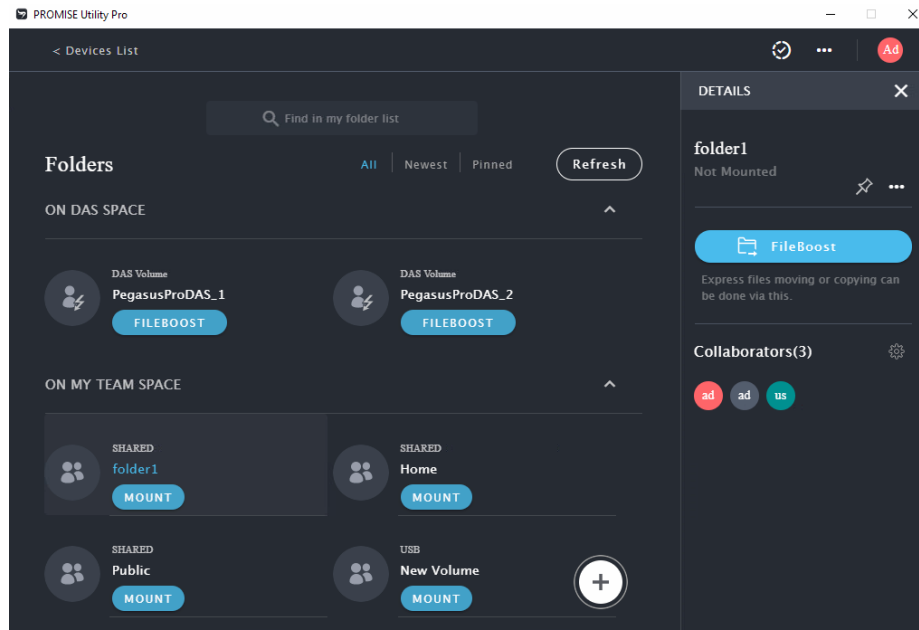 PROMISE Utility Pro
< Devices List
Ad
Find in my folder list
Folders
All
Newest
Pinned
Refresh
ON DAS SPACE
DAS Volume
PegasusProDAS_1
FILEBOOST
DAS Volume
PegasusProDAS_2
FILEBOOST
ON MY TEAM SPACE
SHARED
folder1
MOUNT
SHARED
Home
MOUNT
SHARED
Public
MOUNT
USB
New Volume
MOUNT
DETAILS
folder1
Not Mounted
FileBoost
Express files moving or copying can
be done via this.
Collaborators(3)
ad
ad
us